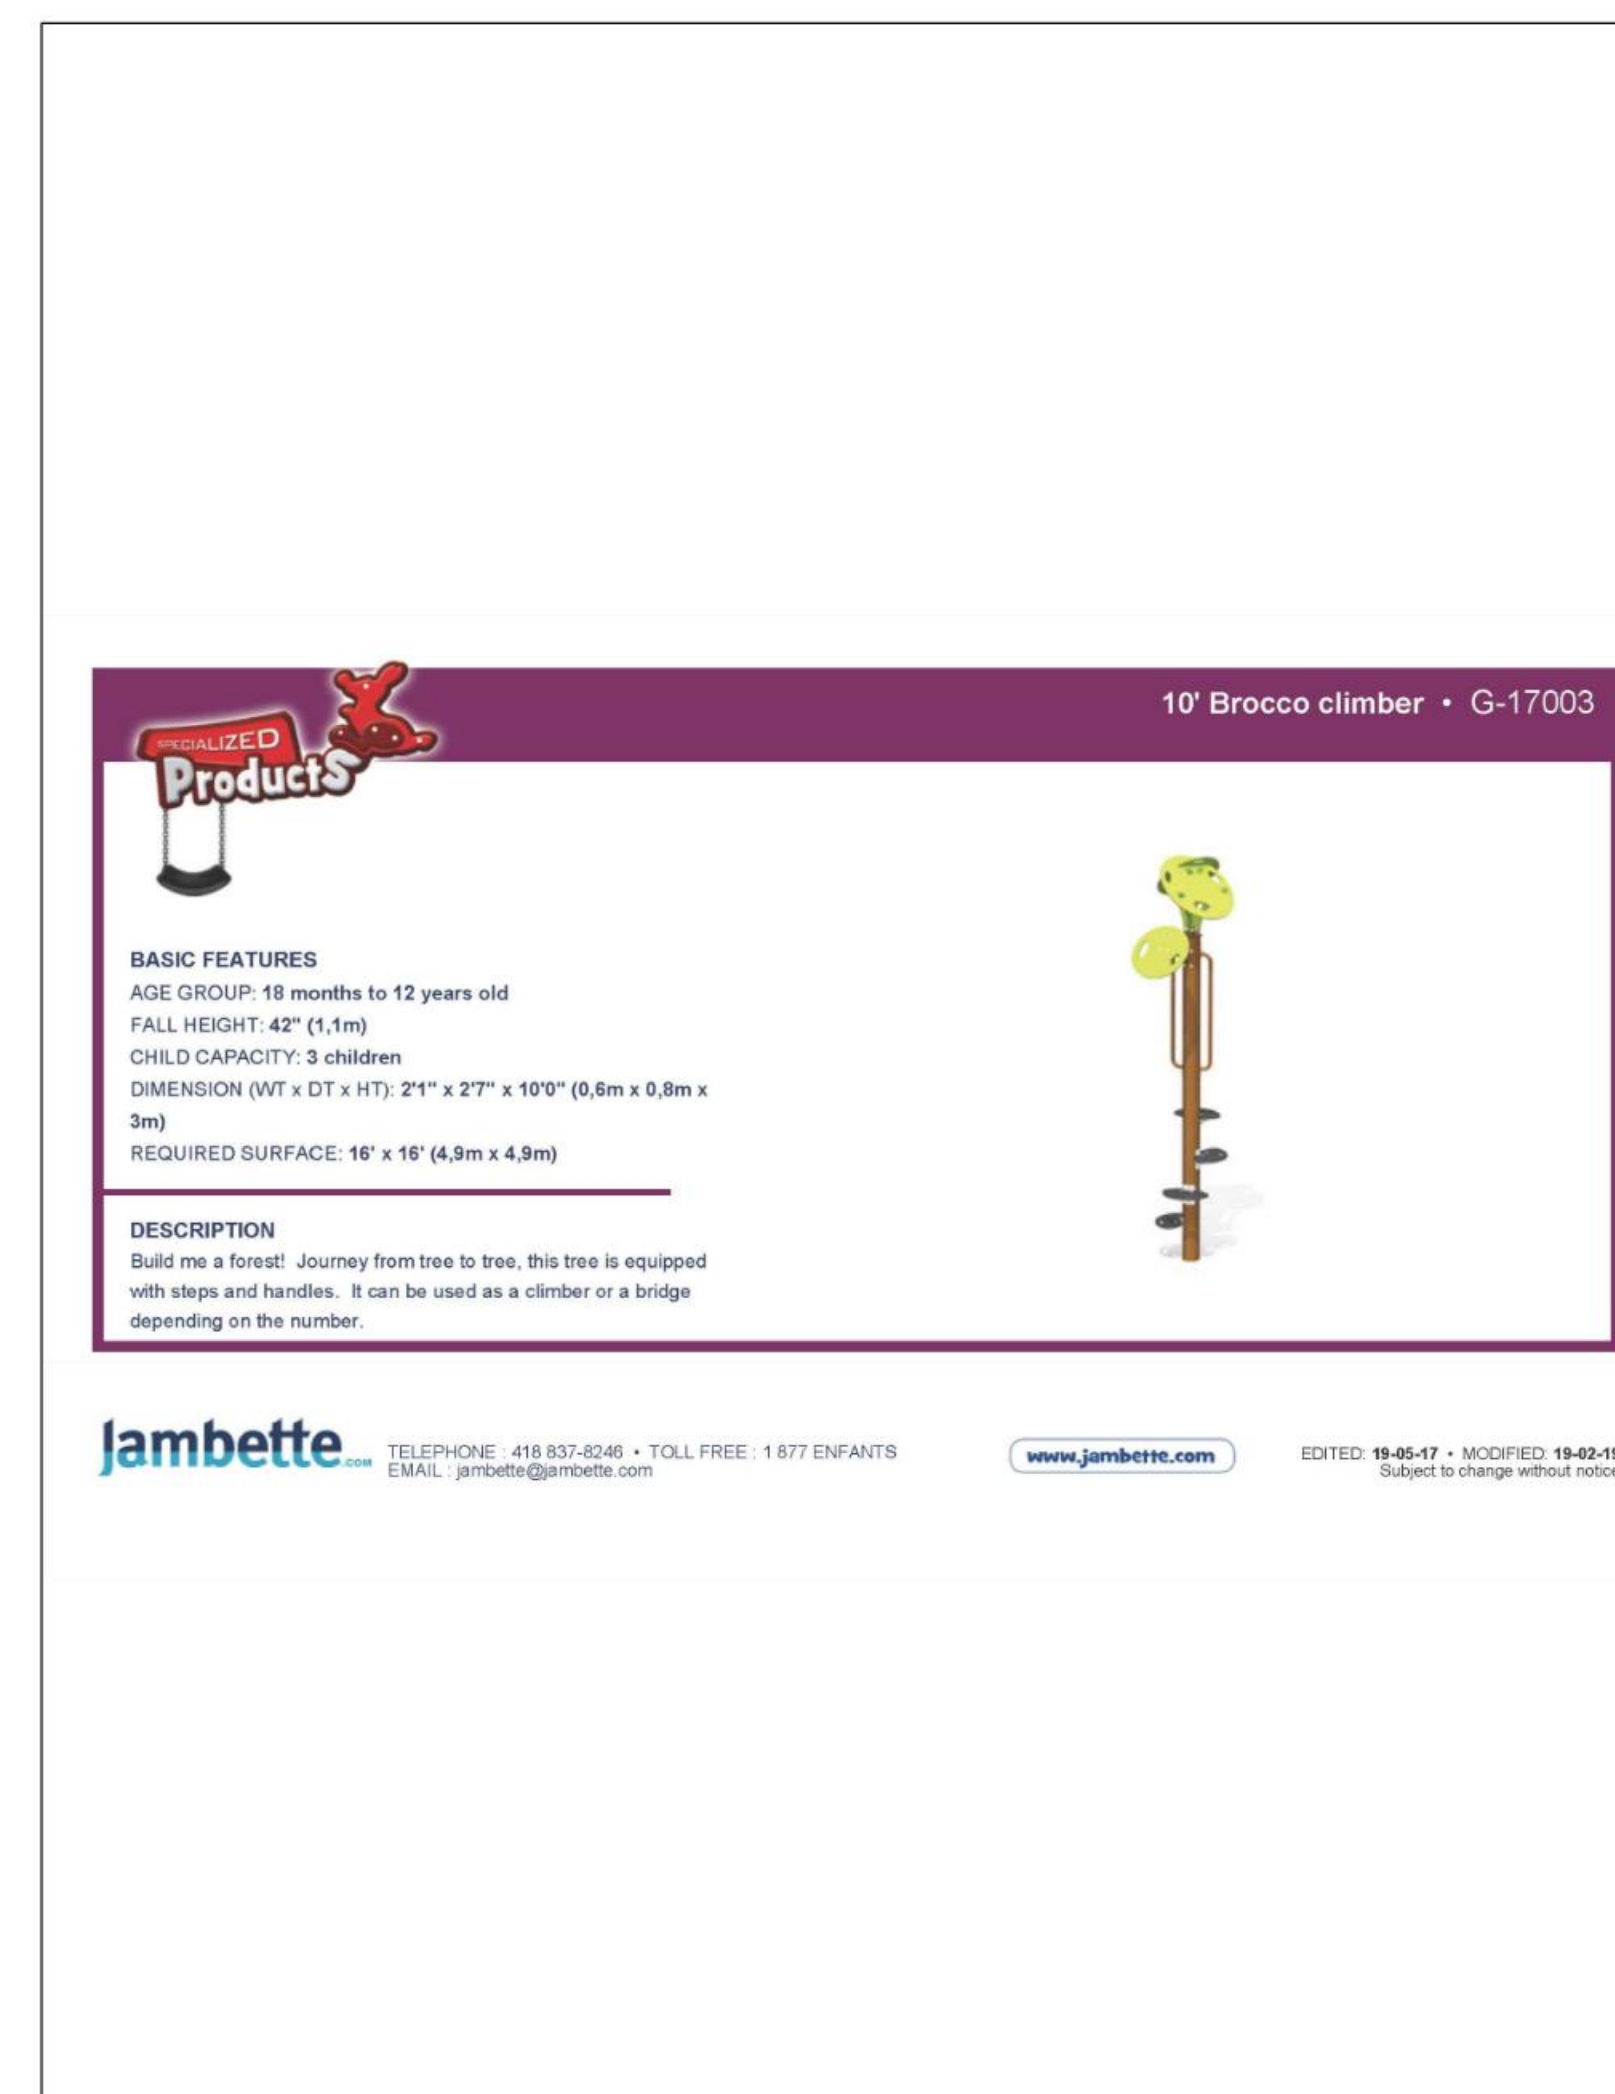 10' Brocco climber • G-17003
SPECIALIZED
Products
BASIC FEATURES
AGE GROUP: 18 months to 12 years old
FALL HEIGHT: 42" (1,1m)
CHILD CAPACITY: 3 children
DIMENSION (WT x DT x HT): 2'1" x 2'7" x 10'0" (0,6m x 0,8m x
3m)
REQUIRED SURFACE: 16' x 16' (4,9m x 4,9m)
DESCRIPTION
Build me a forest! Journey from tree to tree, this tree is equipped
with steps and handles. It can be used as a climber or a bridge
depending on the number.
Jambette.COM
TELEPHONE : 418 837-8246 • TOLL FREE : 1 877 ENFANTS
EMAIL : jambette@jambette.com
www.jambette.com
EDITED: 19-05-17 • MODIFIED: 19-02-19
Subject to change without notice